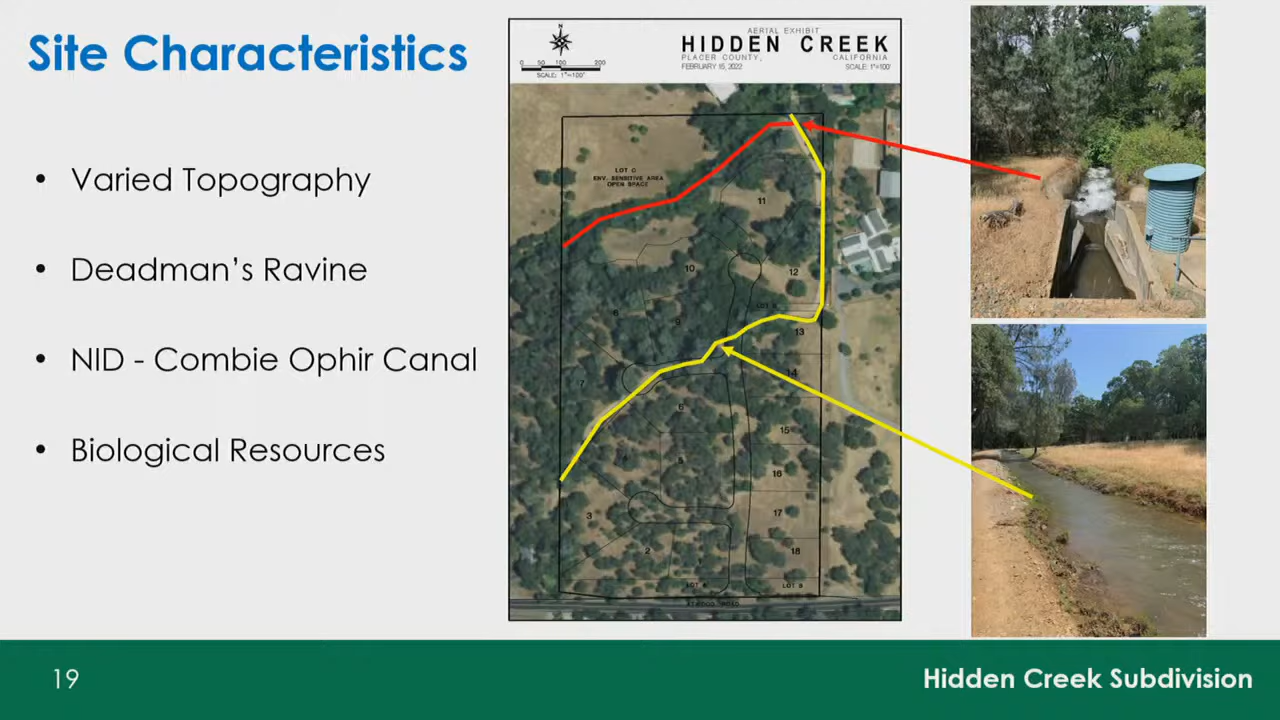 Site Characteristics
• Varied Topography
• Deadman's Ravine
• NID - Combie Ophir Canal
• Biological Resources
N
0 50 100 200
SCALE: 1"=100'
AERIAL EXHIBIT
HIDDEN CREEK
PLACER COUNTY, CALIFORNIA
FEBRUARY 15, 2022 SCALE: 1"=100'
LOT C
ENV. SENSITIVE AREA
OPEN SPACE
11
10
12
9
13
14
7
6
15
5
16
3
17
2
18
LOT B
ATWOOD ROAD
19
Hidden Creek Subdivision